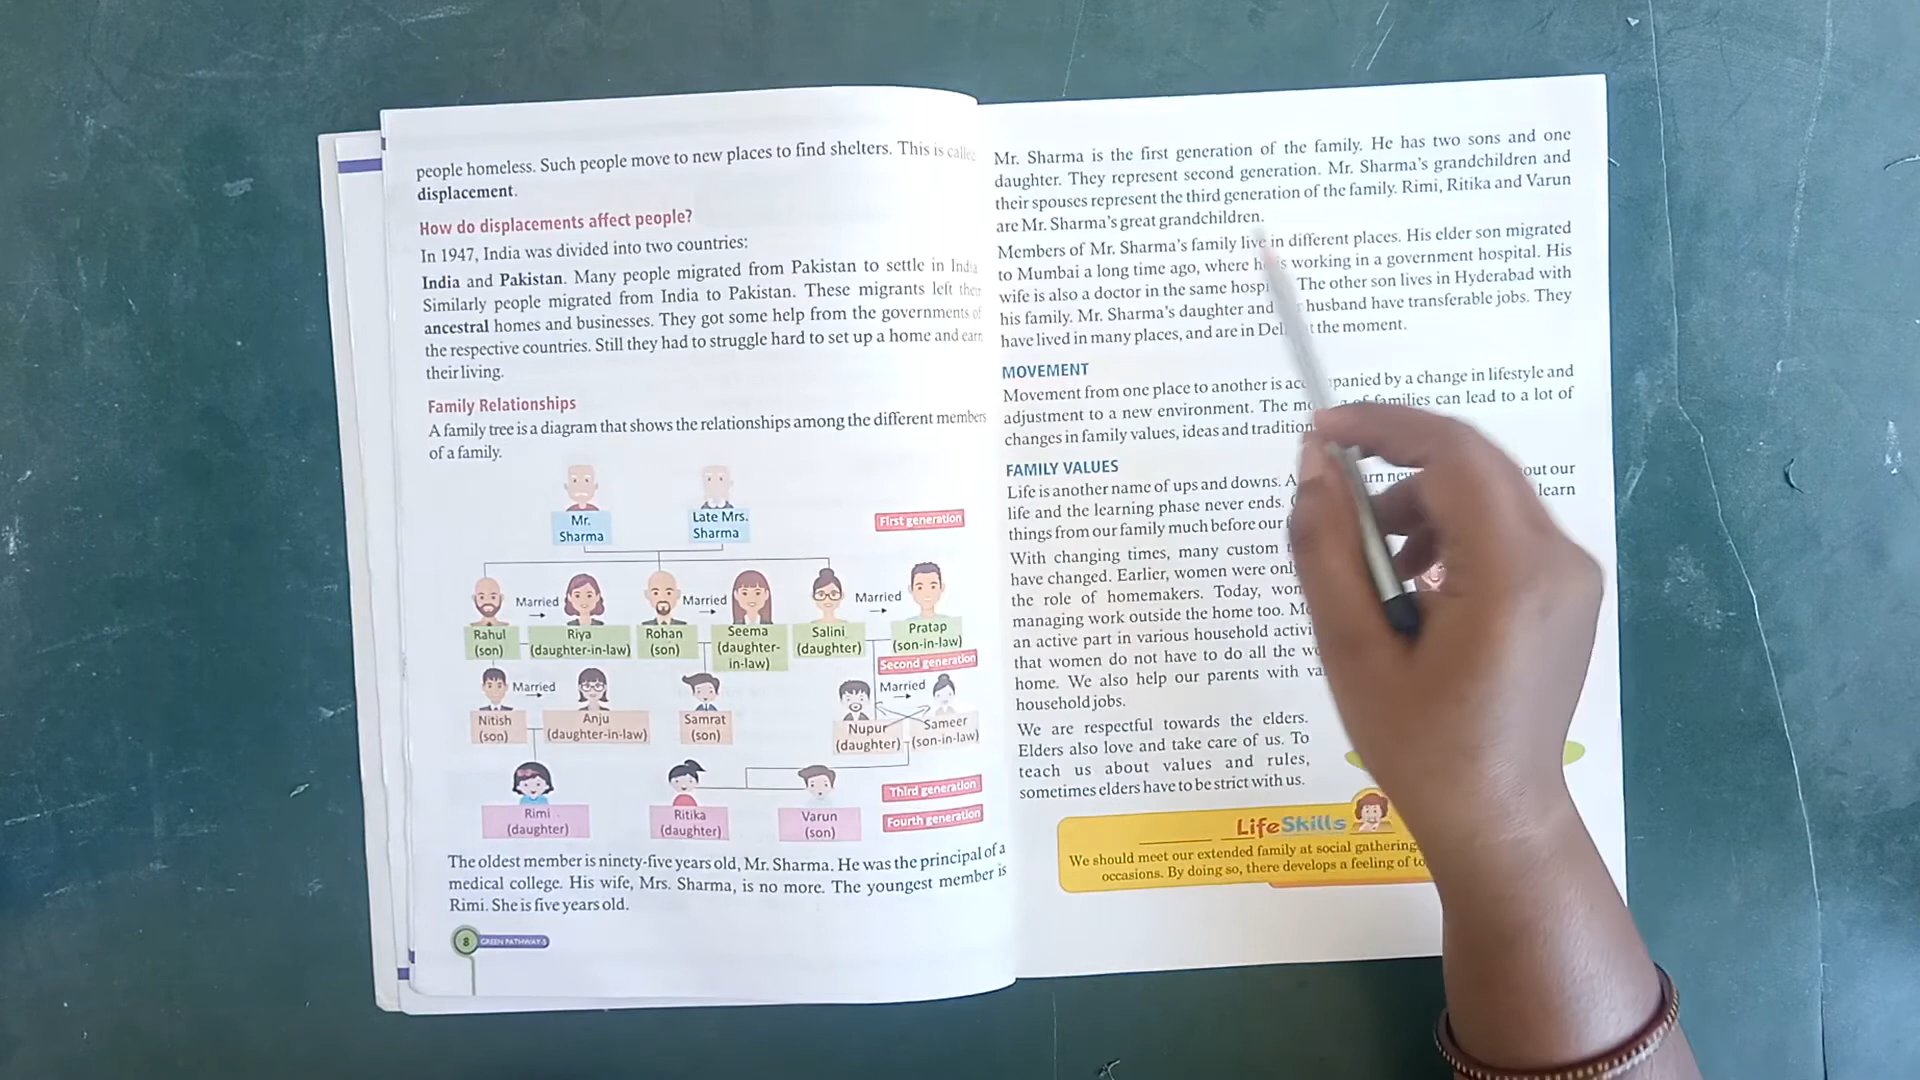 people homeless. Such people move to new places to find shelters. This is called
displacement.
How do displacements affect people?
In 1947, India was divided into two countries:
India and Pakistan. Many people migrated from Pakistan to settle in India
Similarly people migrated from India to Pakistan. These migrants left their
ancestral homes and businesses. They got some help from the governments of
the respective countries. Still they had to struggle hard to set up a home and earn
their living.
Family Relationships
A family tree is a diagram that shows the relationships among the different members
of a family.
Mr.
Sharma
Late Mrs.
Sharma
First generation
Married
Married
Married
Rahul
(son)
Riya
(daughter-in-law)
Rohan
(son)
Seema
(daughter-
in-law)
Salini
(daughter)
Pratap
(son-in-law)
Second generation
Married
Married
Nitish
(son)
Anju
(daughter-in-law)
Samrat
(son)
Nupur
(daughter)
Sameer
(son-in-law)
Third generation
Rimi
(daughter)
Ritika
(daughter)
Varun
(son)
Fourth generation
The oldest member is ninety-five years old, Mr. Sharma. He was the principal of a
medical college. His wife, Mrs. Sharma, is no more. The youngest member is
Rimi. She is five years old.
8 GREEN PATHWAY-5
Mr. Sharma is the first generation of the family. He has two sons and one
daughter. They represent second generation. Mr. Sharma's grandchildren and
their spouses represent the third generation of the family. Rimi, Ritika and Varun
are Mr. Sharma's great grandchildren.
Members of Mr. Sharma's family live in different places. His elder son migrated
to Mumbai a long time ago, where he is working in a government hospital. His
wife is also a doctor in the same The other son lives in Hyderabad with
his family. Mr. Sharma's daughter and husband have transferable jobs. They
have lived in many places, and are in the moment.
MOVEMENT
Movement from one place to another is accompanied by a change in lifestyle and
adjustment to a new environment. The of families can lead to a lot of
changes in family values, ideas and tradition
FAMILY VALUES
Life is another name of ups and downs. out our
life and the learning phase never ends. learn
things from our family much before our
With changing times, many custom
have changed. Earlier, women were only
the role of homemakers. Today,
managing work outside the home too.
an active part in various household
that women do not have to do all the
home. We also help our parents with
household jobs.
We are respectful towards the elders.
Elders also love and take care of us. To
teach us about values and rules,
sometimes elders have to be strict with us.
LifeSkills
We should meet our extended family at social gathering
occasions. By doing so, there develops a feeling of